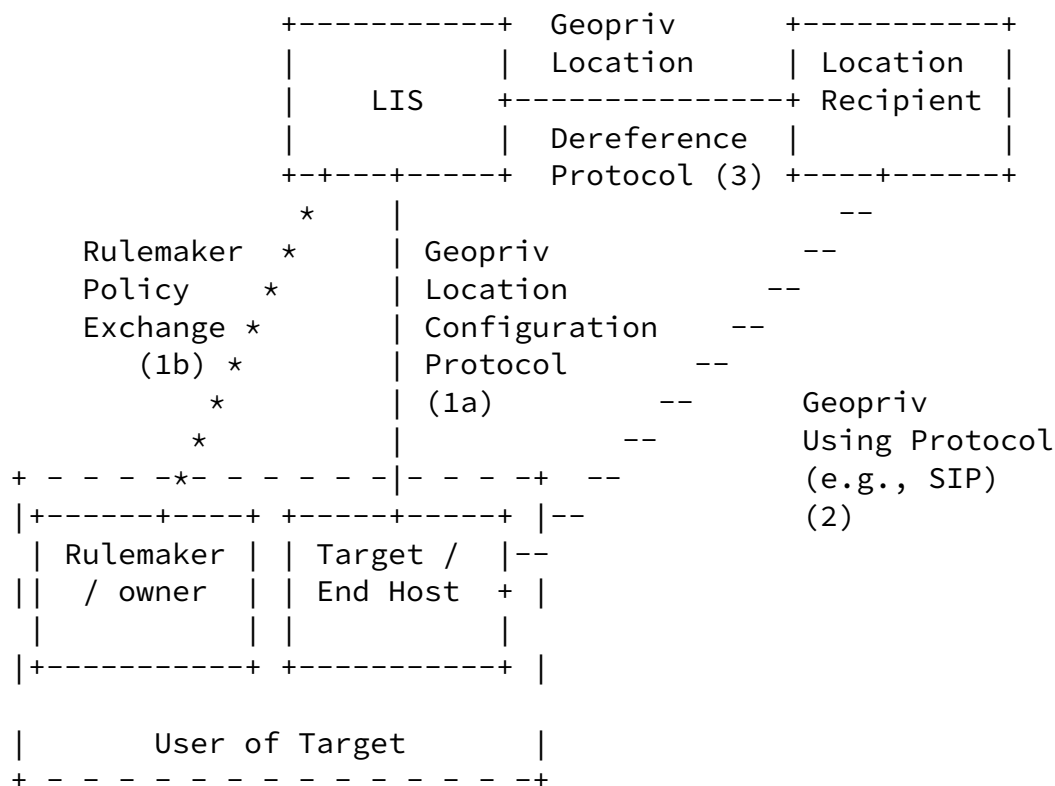 Geopriv
Location Location
LIS Recipient
Dereference
Protocol (3)
Rulemaker Geopriv
Policy Location
Exchange Configuration
(1b) Protocol
(1a) Geopriv
Using Protocol
(e.g., SIP)
(2)
Rulemaker Target /
/ owner End Host
User of Target